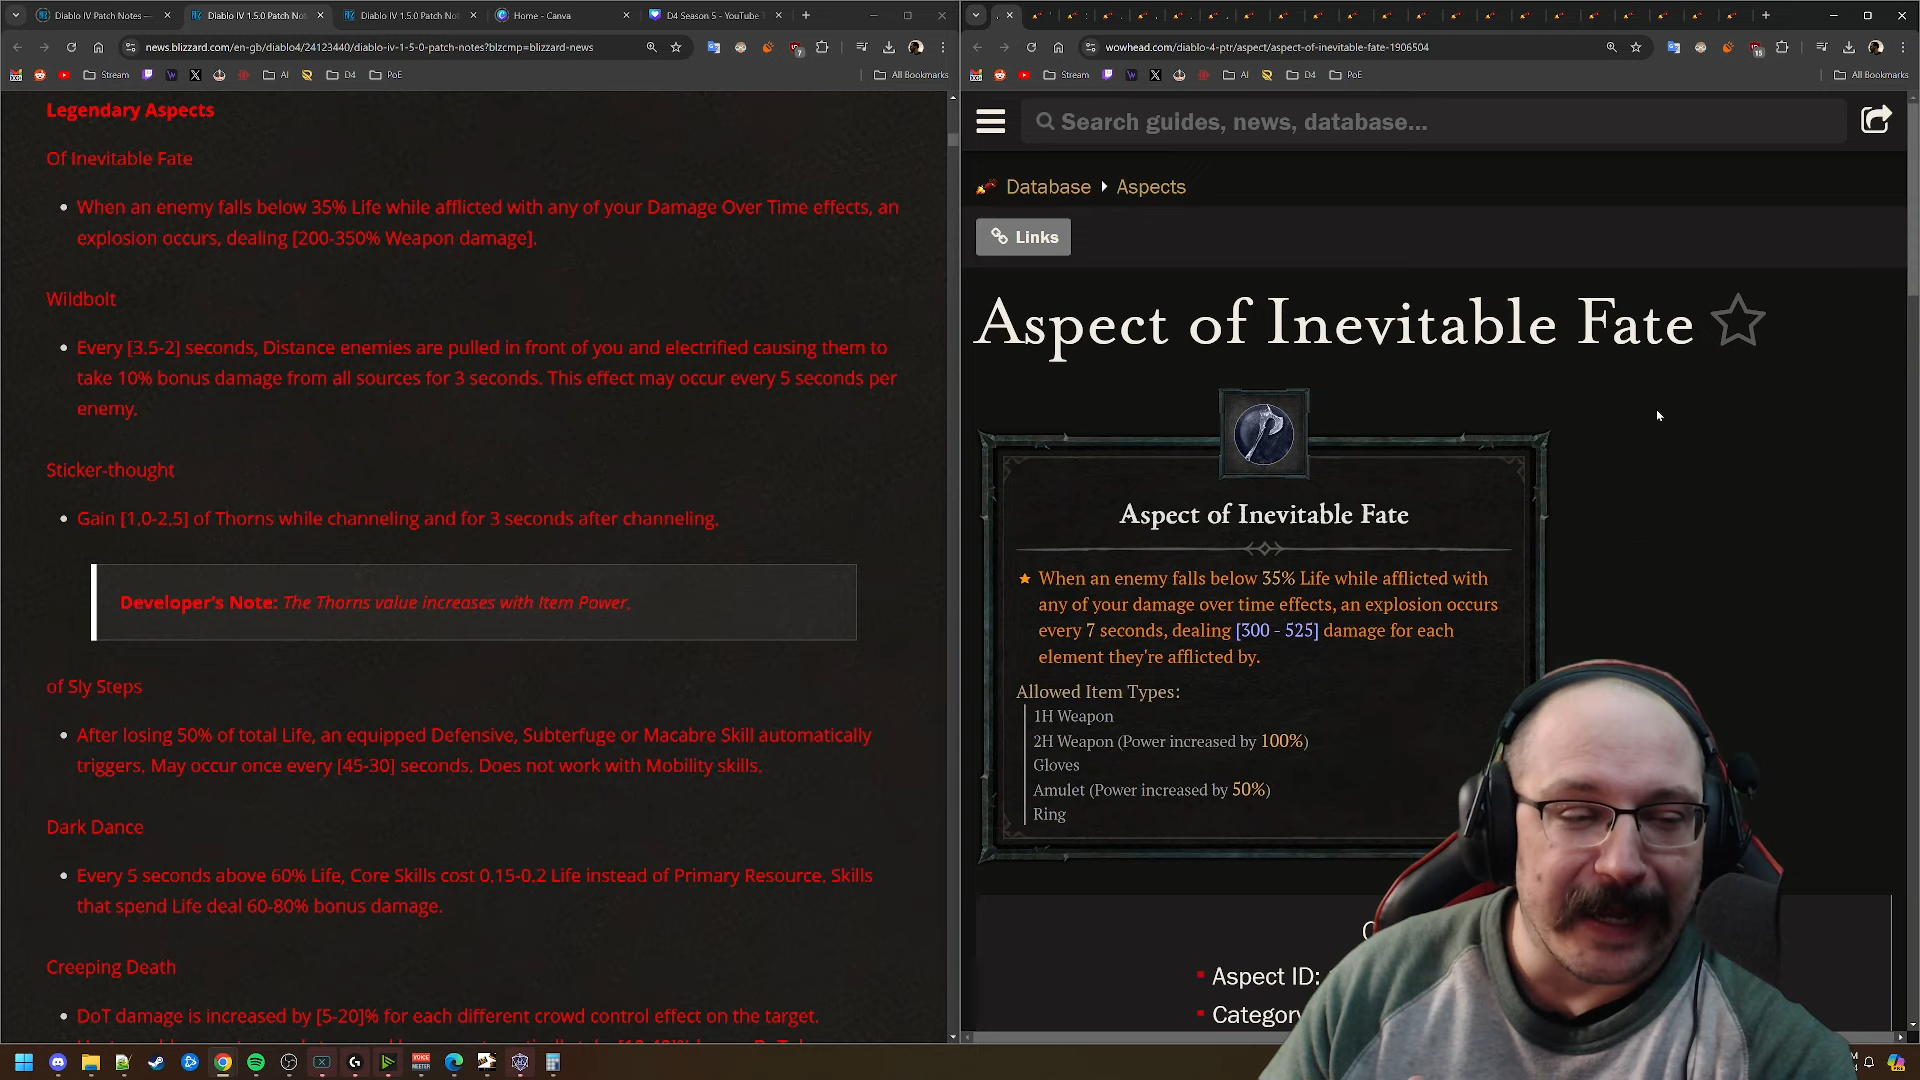 Diablo IV Patch Notes —
Diablo IV 1.5.0 Patch Not
Diablo IV 1.5.0 Patch Not
Home - Canva
D4 Season 5 - YouTube T
news.blizzard.com/en-gb/diablo4/24123440/diablo-iv-1-5-0-patch-notes?blzcmp=blizzard-news
7
Stream
AI
D4
PoE
All Bookmarks
Legendary Aspects
Of Inevitable Fate
When an enemy falls below 35% Life while afflicted with any of your Damage Over Time effects, an
explosion occurs, dealing [200-350% Weapon damage].
Wildbolt
Every [3.5-2] seconds, Distance enemies are pulled in front of you and electrified causing them to
take 10% bonus damage from all sources for 3 seconds. This effect may occur every 5 seconds per
enemy.
Sticker-thought
Gain [1,0-2,5] of Thorns while channeling and for 3 seconds after channeling.
Developer's Note: The Thorns value increases with Item Power.
of Sly Steps
After losing 50% of total Life, an equipped Defensive, Subterfuge or Macabre Skill automatically
triggers. May occur once every [45-30] seconds. Does not work with Mobility skills.
Dark Dance
Every 5 seconds above 60% Life, Core Skills cost 0.15-0.2 Life instead of Primary Resource. Skills
that spend Life deal 60-80% bonus damage.
Creeping Death
DoT damage is increased by [5-20]% for each different crowd control effect on the target.
wowhead.com/diablo-4-ptr/aspect/aspect-of-inevitable-fate-1906504
15
Stream
AI
D4
PoE
All Bookmarks
Search guides, news, database...
Database
Aspects
Links
Aspect of Inevitable Fate
Aspect of Inevitable Fate
When an enemy falls below 35% Life while afflicted with
any of your damage over time effects, an explosion occurs
every 7 seconds, dealing [300 - 525] damage for each
element they're afflicted by.
Allowed Item Types:
1H Weapon
2H Weapon (Power increased by 100%)
Gloves
Amulet (Power increased by 50%)
Ring
Aspect ID:
Category
VOICE
MEETER